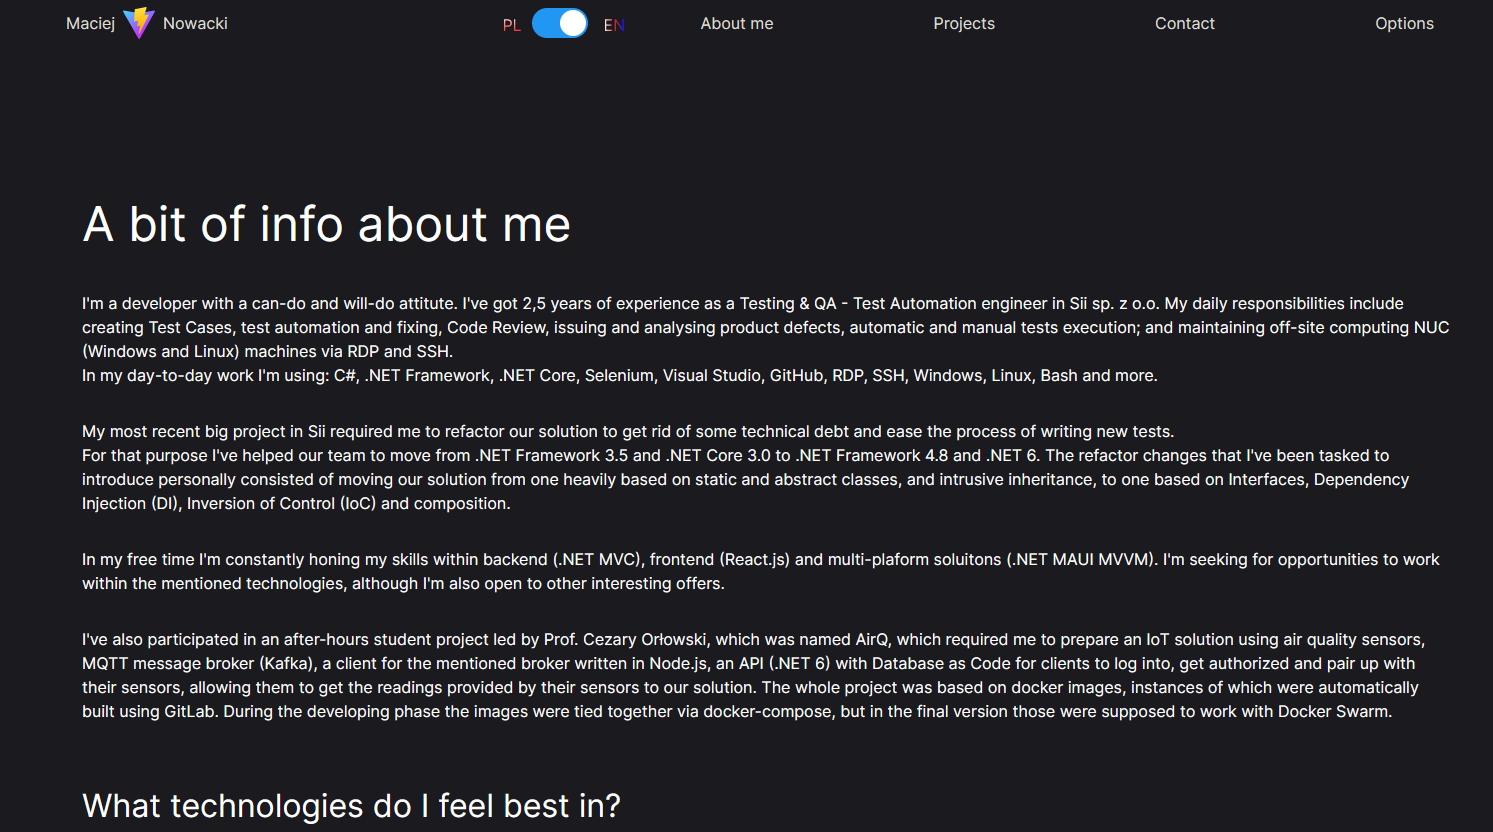 Maciej Nowacki PL EN About me Projects Contact Options
A bit of info about me
I'm a developer with a can-do and will-do attitute. I've got 2,5 years of experience as a Testing & QA - Test Automation engineer in Sii sp. z o.o. My daily responsibilities include
creating Test Cases, test automation and fixing, Code Review, issuing and analysing product defects, automatic and manual tests execution; and maintaining off-site computing NUC
(Windows and Linux) machines via RDP and SSH.
In my day-to-day work I'm using: C#, .NET Framework, .NET Core, Selenium, Visual Studio, GitHub, RDP, SSH, Windows, Linux, Bash and more.
My most recent big project in Sii required me to refactor our solution to get rid of some technical debt and ease the process of writing new tests.
For that purpose I've helped our team to move from .NET Framework 3.5 and .NET Core 3.0 to .NET Framework 4.8 and .NET 6. The refactor changes that I've been tasked to
introduce personally consisted of moving our solution from one heavily based on static and abstract classes, and intrusive inheritance, to one based on Interfaces, Dependency
Injection (DI), Inversion of Control (IoC) and composition.
In my free time I'm constantly honing my skills within backend (.NET MVC), frontend (React.js) and multi-plaform soluitons (.NET MAUI MVVM). I'm seeking for opportunities to work
within the mentioned technologies, although I'm also open to other interesting offers.
I've also participated in an after-hours student project led by Prof. Cezary Orłowski, which was named AirQ, which required me to prepare an IoT solution using air quality sensors,
MQTT message broker (Kafka), a client for the mentioned broker written in Node.js, an API (.NET 6) with Database as Code for clients to log into, get authorized and pair up with
their sensors, allowing them to get the readings provided by their sensors to our solution. The whole project was based on docker images, instances of which were automatically
built using GitLab. During the developing phase the images were tied together via docker-compose, but in the final version those were supposed to work with Docker Swarm.
What technologies do I feel best in?